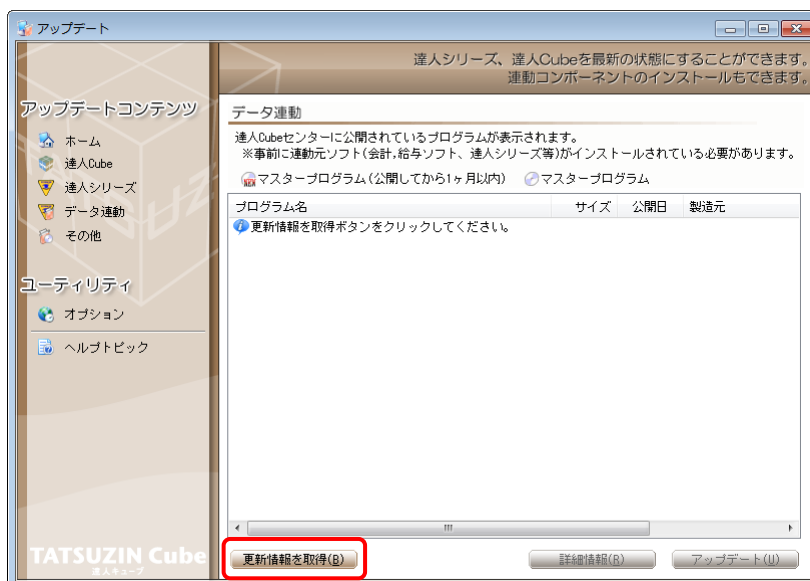 アップデート
達人シリーズ、達人Cubeを最新の状態にすることができます。
連動コンポーネントのインストールもできます。
アップデートコンテンツ
ホーム
達人Cube
達人シリーズ
データ連動
その他
ユーティリティ
オプション
ヘルプトピック
TATSUZIN Cube
達人キューブ
データ連動
達人Cubeセンターに公開されているプログラムが表示されます。
※事前に連動元ソフト(会計,給与ソフト、達人シリーズ等)がインストールされている必要があります。
マスタープログラム(公開してから1ヶ月以内) マスタープログラム
プログラム名 サイズ 公開日 製造元
更新情報を取得ボタンをクリックしてください。
更新情報を取得(B) 詳細情報(R) アップデート(U)